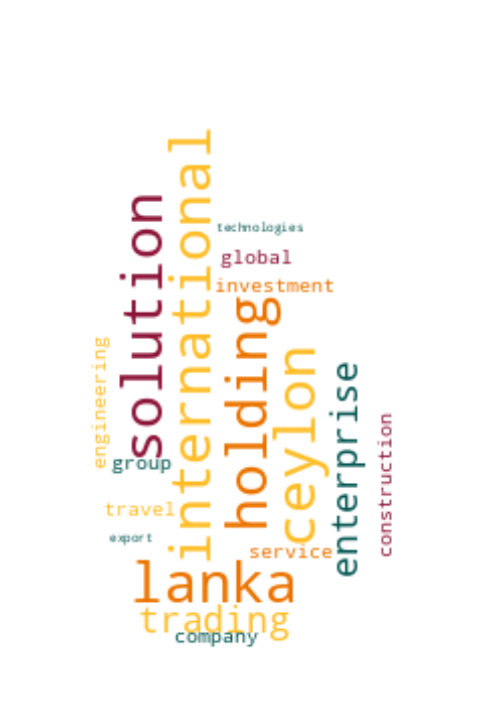 international
solution
technologies
global
investment
holding
engineering
ceylon
enterprise
construction
group
travel
export
service
lanka
trading
company